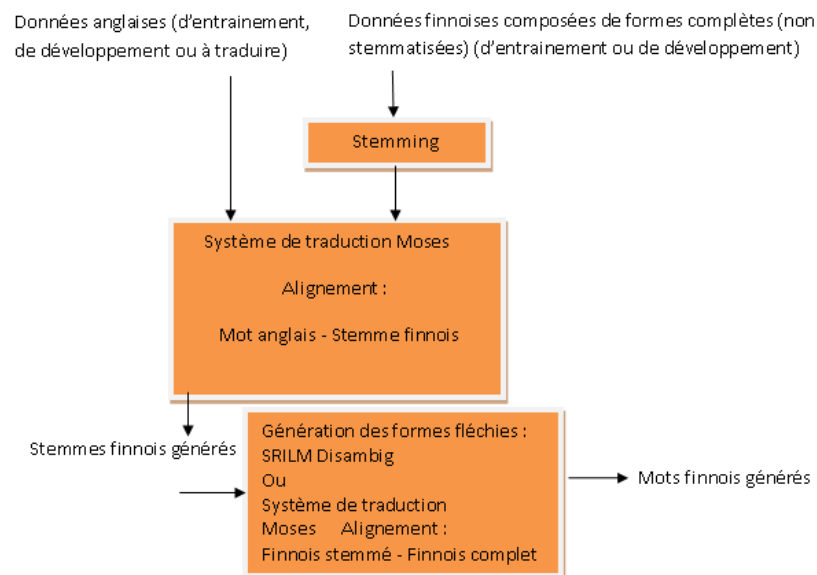 Données anglaises (d'entrainement,
de développement ou à traduire)
Données finnoises composées de formes complètes (non
stemmatisées) (d'entrainement ou de développement)
Stemming
Système de traduction Moses
Alignement :
Mot anglais - Stemme finnois
Stemmes finnois générés
Génération des formes fléchies :
SRILM Disambig
Ou
Système de traduction
Moses Alignement :
Finnois stemmé - Finnois complet
Mots finnois générés